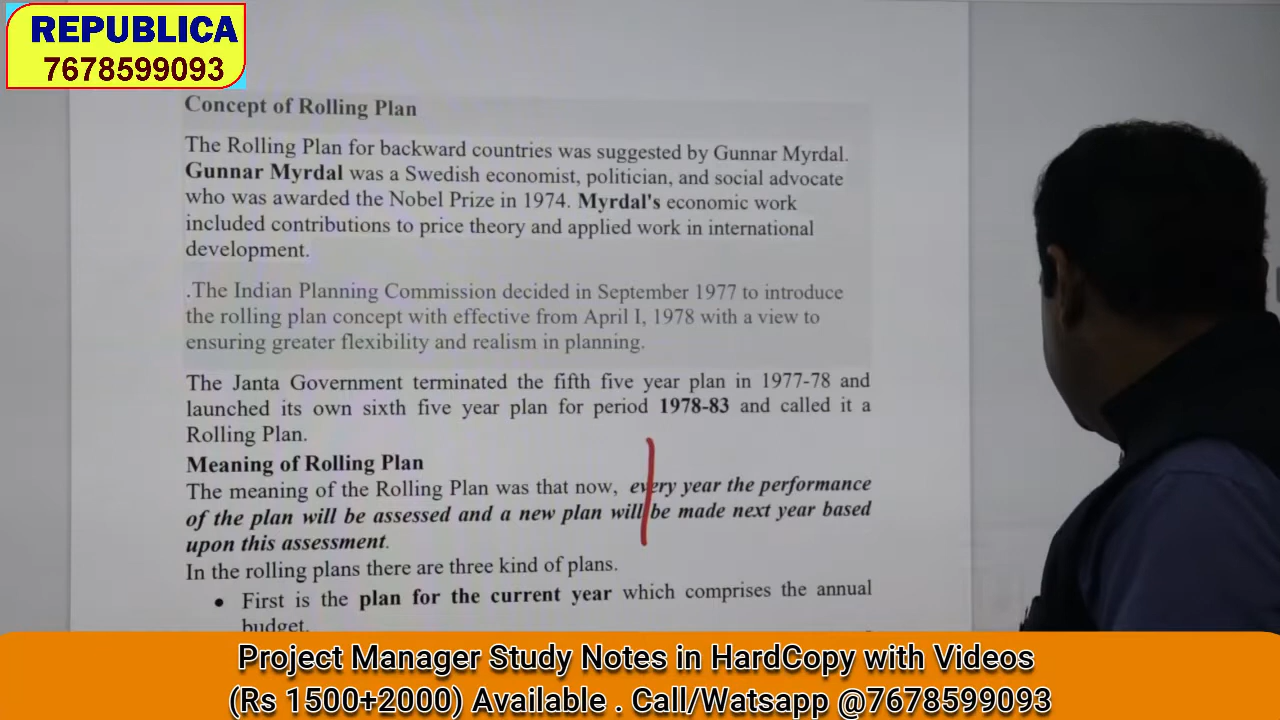 REPUBLICA
7678599093
Concept of Rolling Plan
The Rolling Plan for backward countries was suggested by Gunnar Myrdal.
Gunnar Myrdal was a Swedish economist, politician, and social advocate
who was awarded the Nobel Prize in 1974. Myrdal's economic work
included contributions to price theory and applied work in international
development.
.The Indian Planning Commission decided in September 1977 to introduce
the rolling plan concept with effective from April I, 1978 with a view to
ensuring greater flexibility and realism in planning.
The Janta Government terminated the fifth five year plan in 1977-78 and
launched its own sixth five year plan for period 1978-83 and called it a
Rolling Plan.
Meaning of Rolling Plan
The meaning of the Rolling Plan was that now, every year the performance
of the plan will be assessed and a new plan will be made next year based
upon this assessment.
In the rolling plans there are three kind of plans.
• First is the plan for the current year which comprises the annual
budget.
Project Manager Study Notes in HardCopy with Videos
(Rs 1500+2000) Available . Call/Watsapp @7678599093